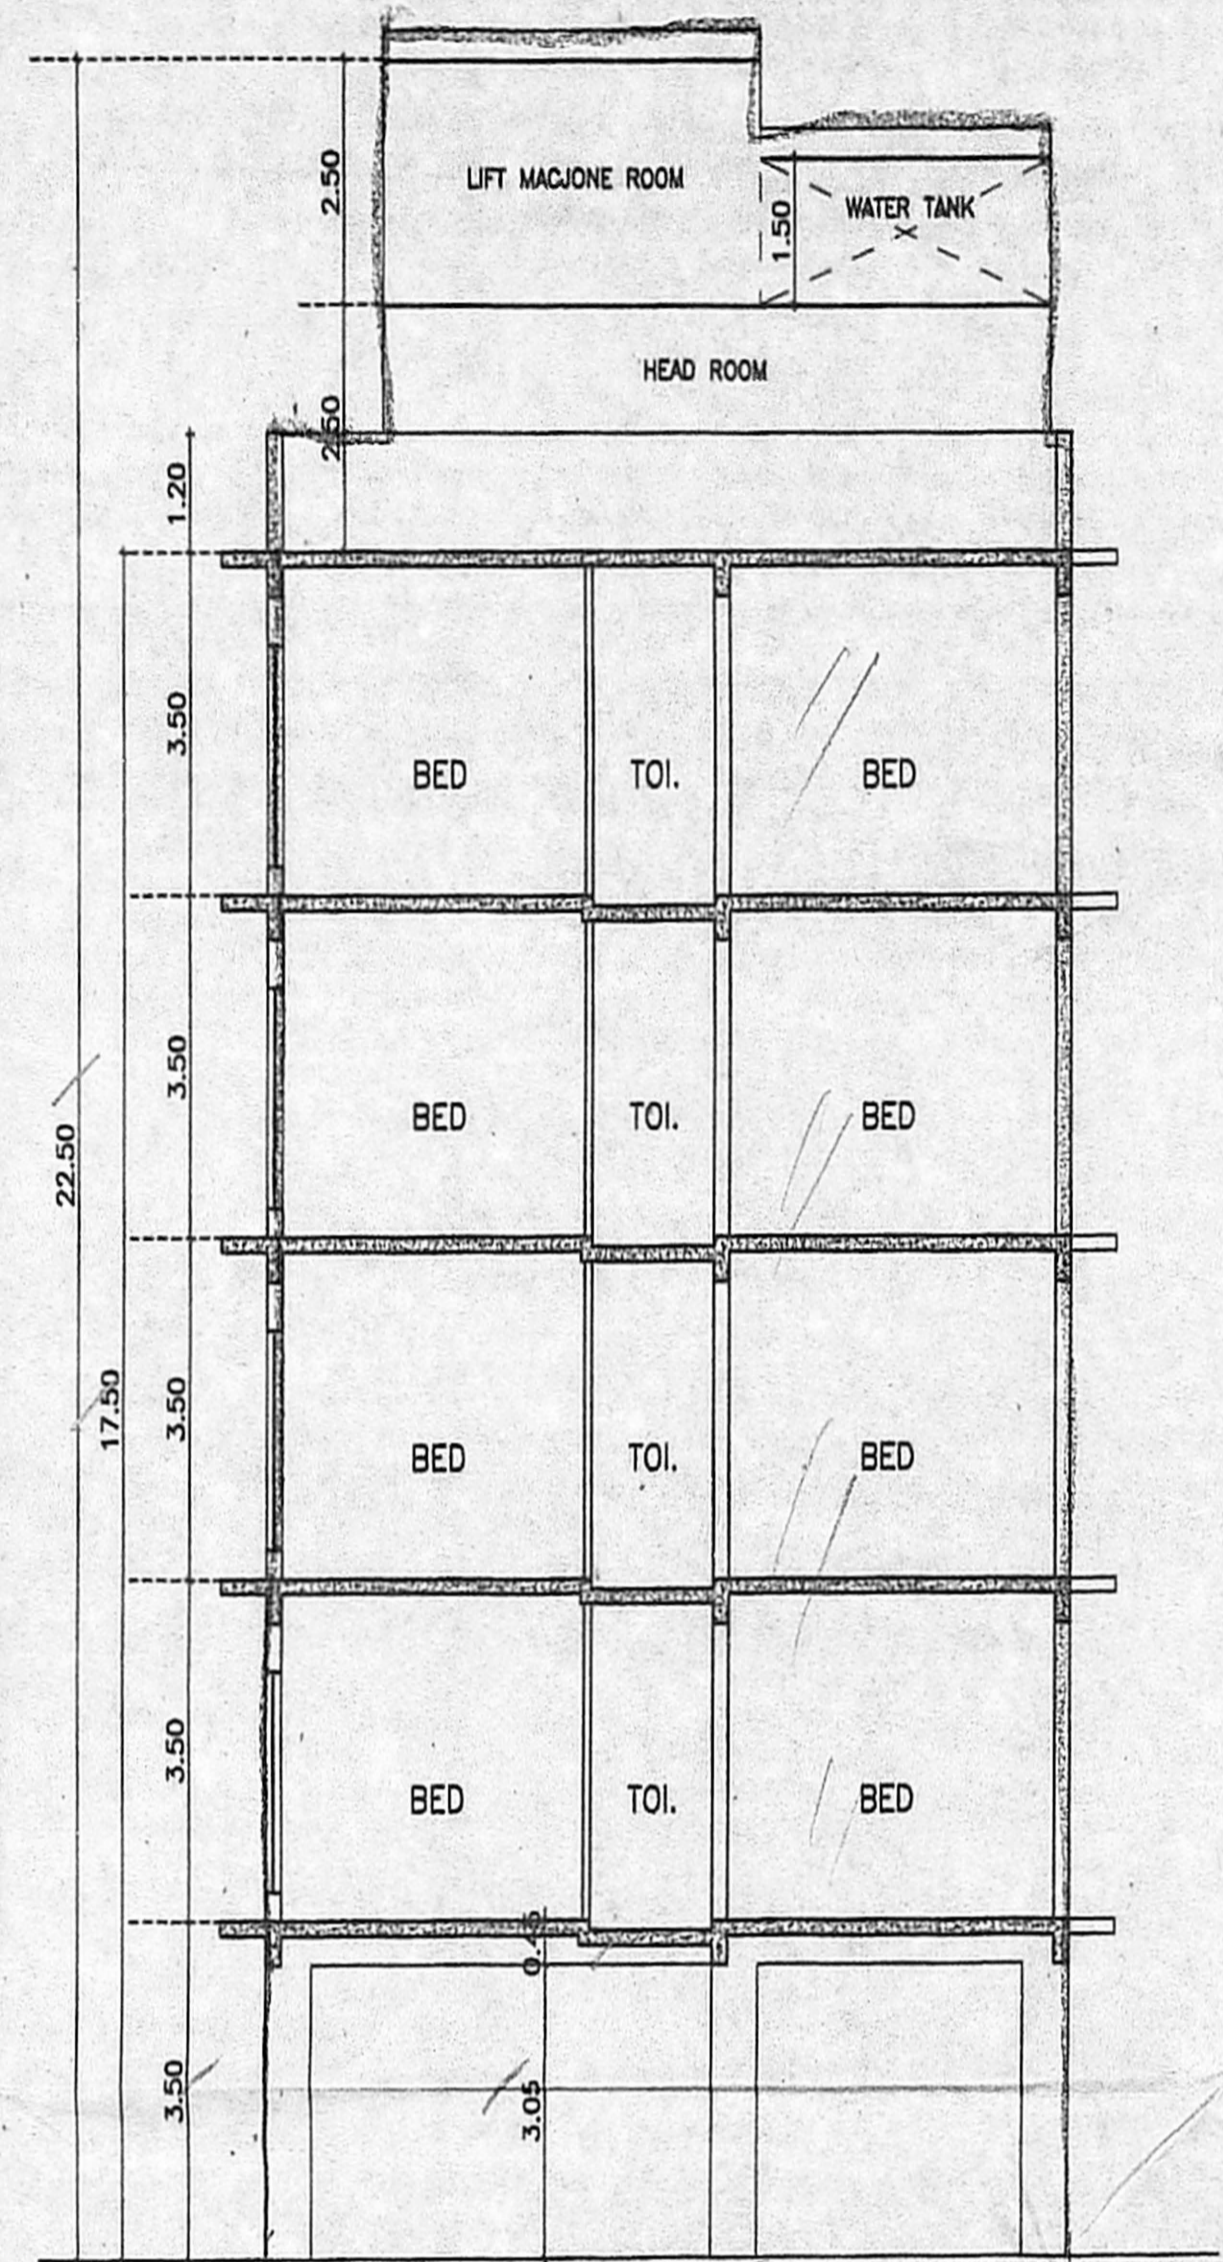 2.50
LIFT MACJONE ROOM
1.50
WATER TANK
HEAD ROOM
2.50
1.20
3.50
BED
TOI.
BED
3.50
BED
TOI.
BED
22.50
17.50
3.50
BED
TOI.
BED
3.50
BED
TOI.
BED
0.45
3.50
3.05